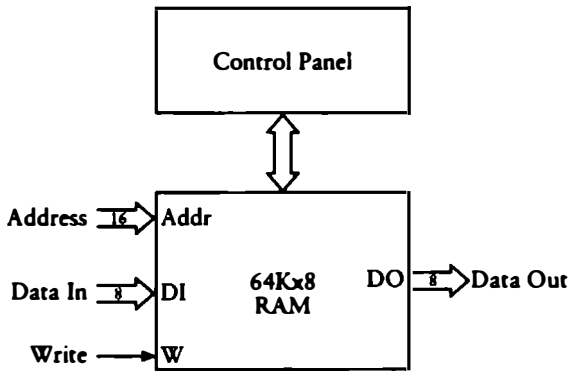 Control Panel
Address 16 Addr
Data In 8 DI
64Kx8
RAM
DO 8 Data Out
Write W